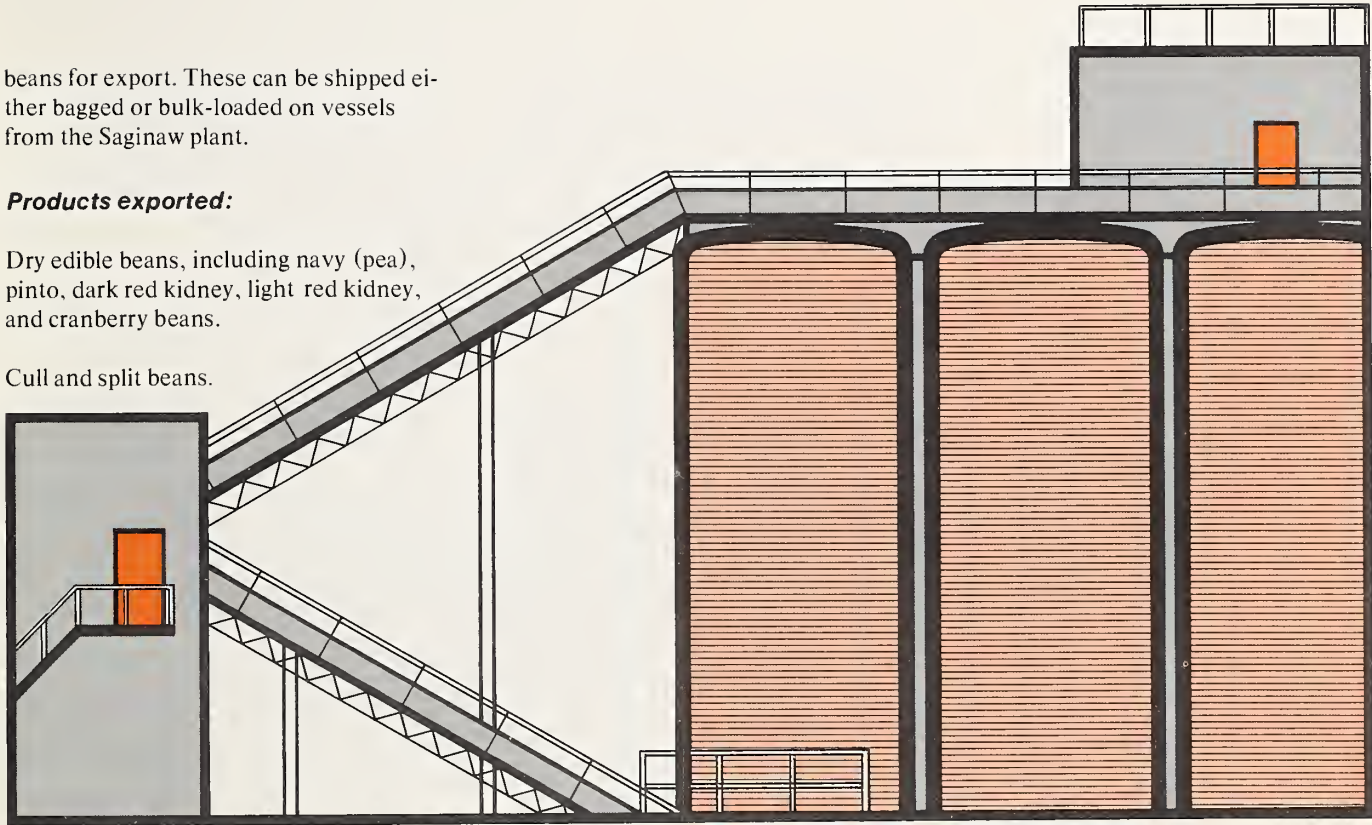 beans for export. These can be shipped ei-
ther bagged or bulk-loaded on vessels
from the Saginaw plant.
Products exported:
Dry edible beans, including navy (pea),
pinto, dark red kidney, light red kidney,
and cranberry beans.
Cull and split beans.